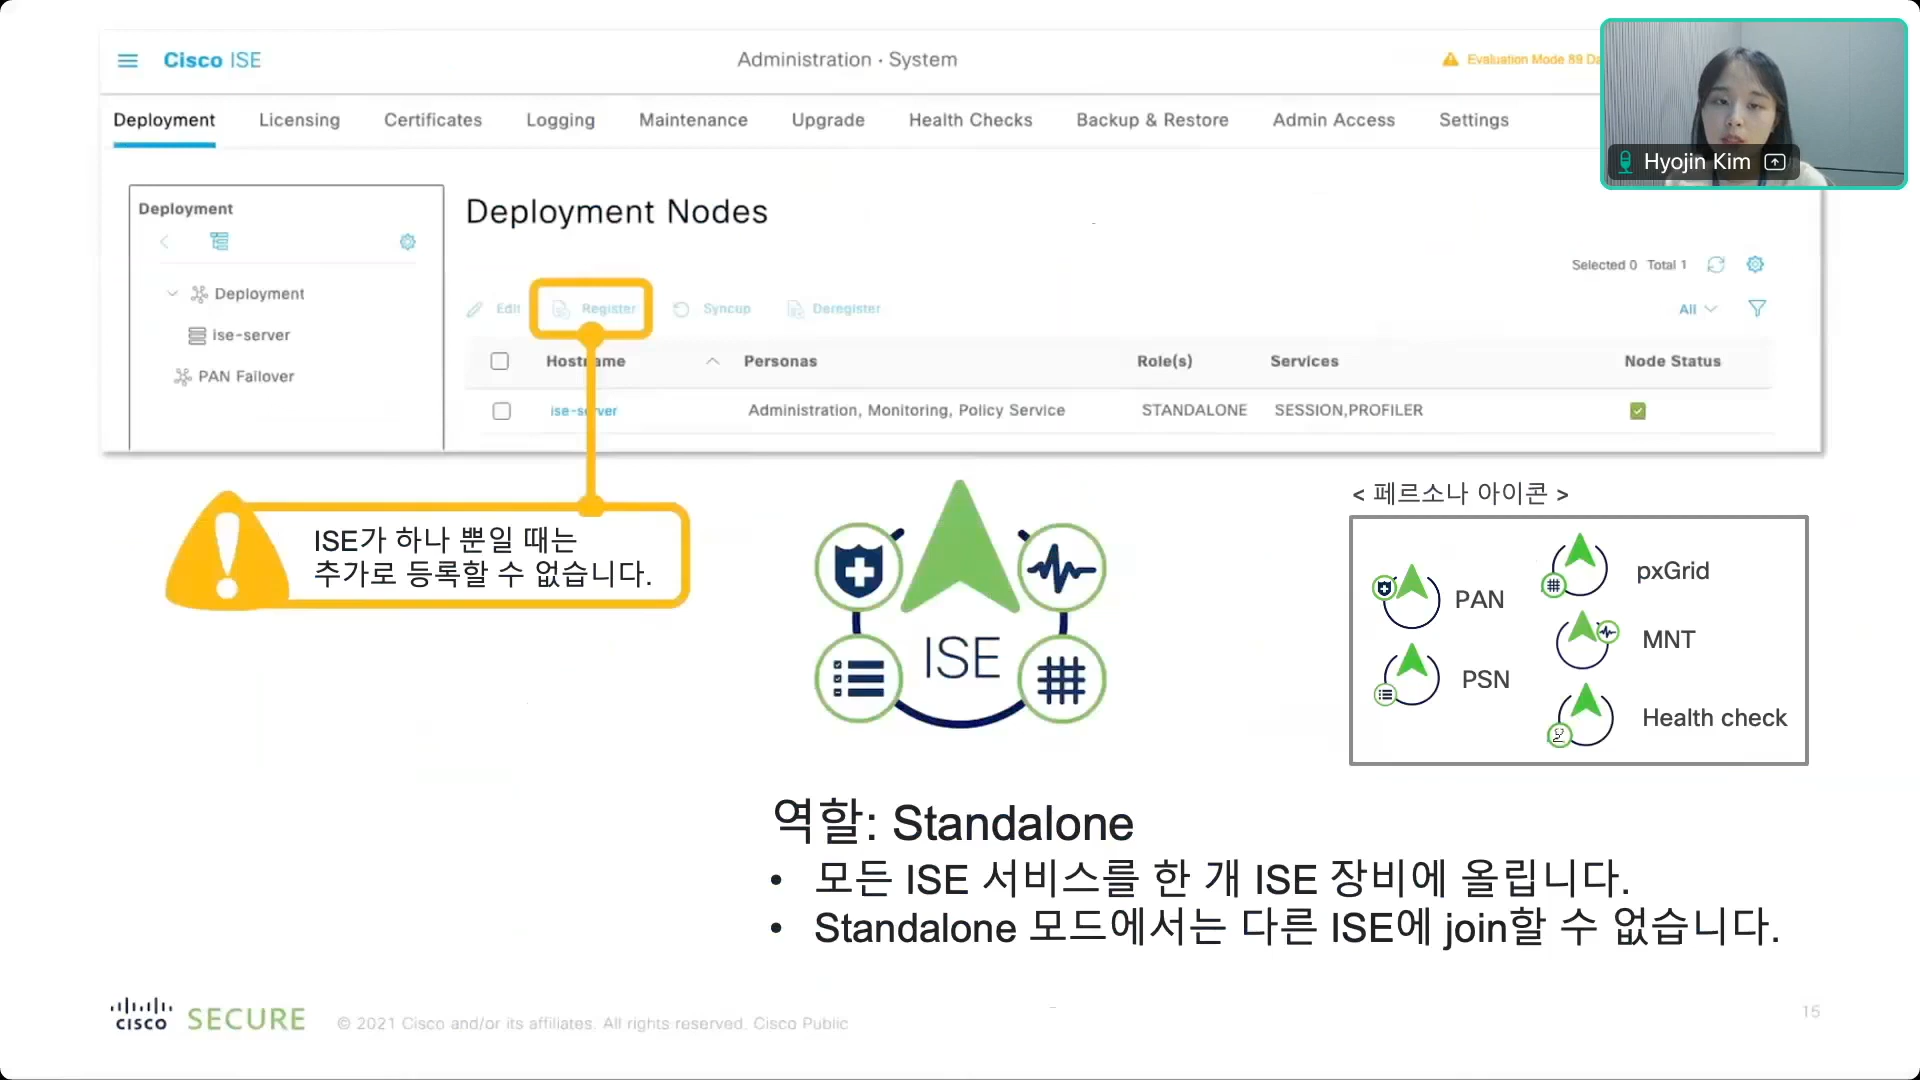 Cisco ISE
Administration · System
Evaluation Mode 89 Da
Hyojin Kim
Deployment Licensing Certificates Logging Maintenance Upgrade Health Checks Backup & Restore Admin Access Settings
Deployment
Deployment
ise-server
PAN Failover
Deployment Nodes
Selected 0 Total 1
Edit Register Syncup Deregister
All
Hostname Personas Role(s) Services Node Status
ise-server Administration, Monitoring, Policy Service STANDALONE SESSION,PROFILER
ISE가 하나 뿐일 때는
추가로 등록할 수 없습니다.
ISE
< 페르소나 아이콘 >
PAN
PSN
pxGrid
MNT
Health check
역할: Standalone
• 모든 ISE 서비스를 한 개 ISE 장비에 올립니다.
• Standalone 모드에서는 다른 ISE에 join할 수 없습니다.
CISCO SECURE
© 2021 Cisco and/or its affiliates. All rights reserved. Cisco Public
15